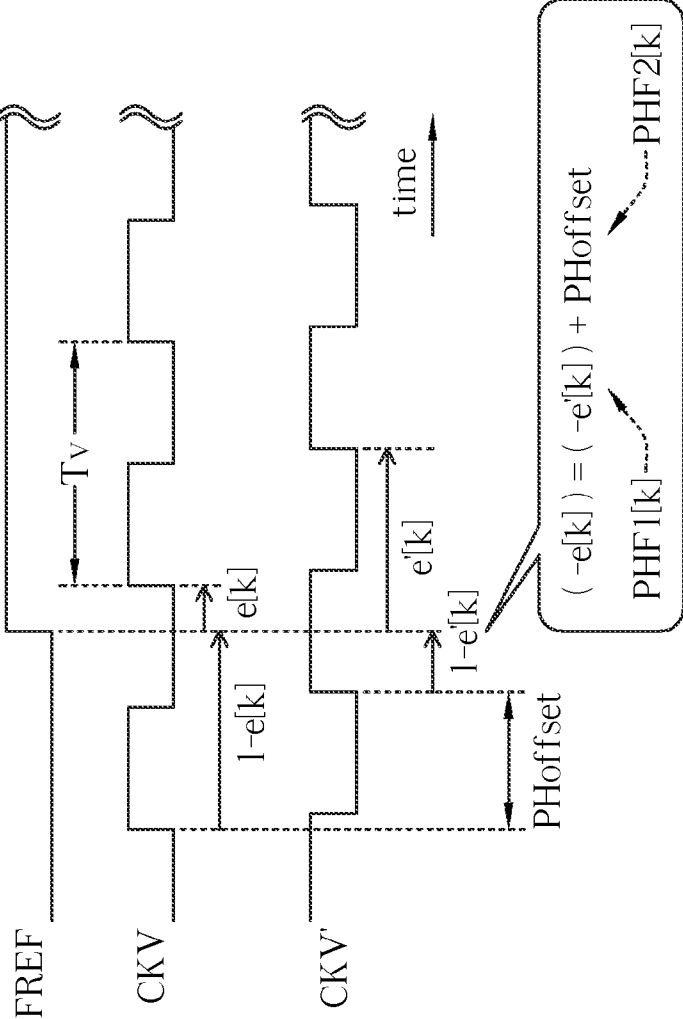 FREF
Tv
CKV
1-e[k]
e[k]
CKV'
e'[k]
1-e'[k]
time
PHoffset
(-e[k]) = (-e'[k]) + PHoffset
PHF1[k]
PHF2[k]